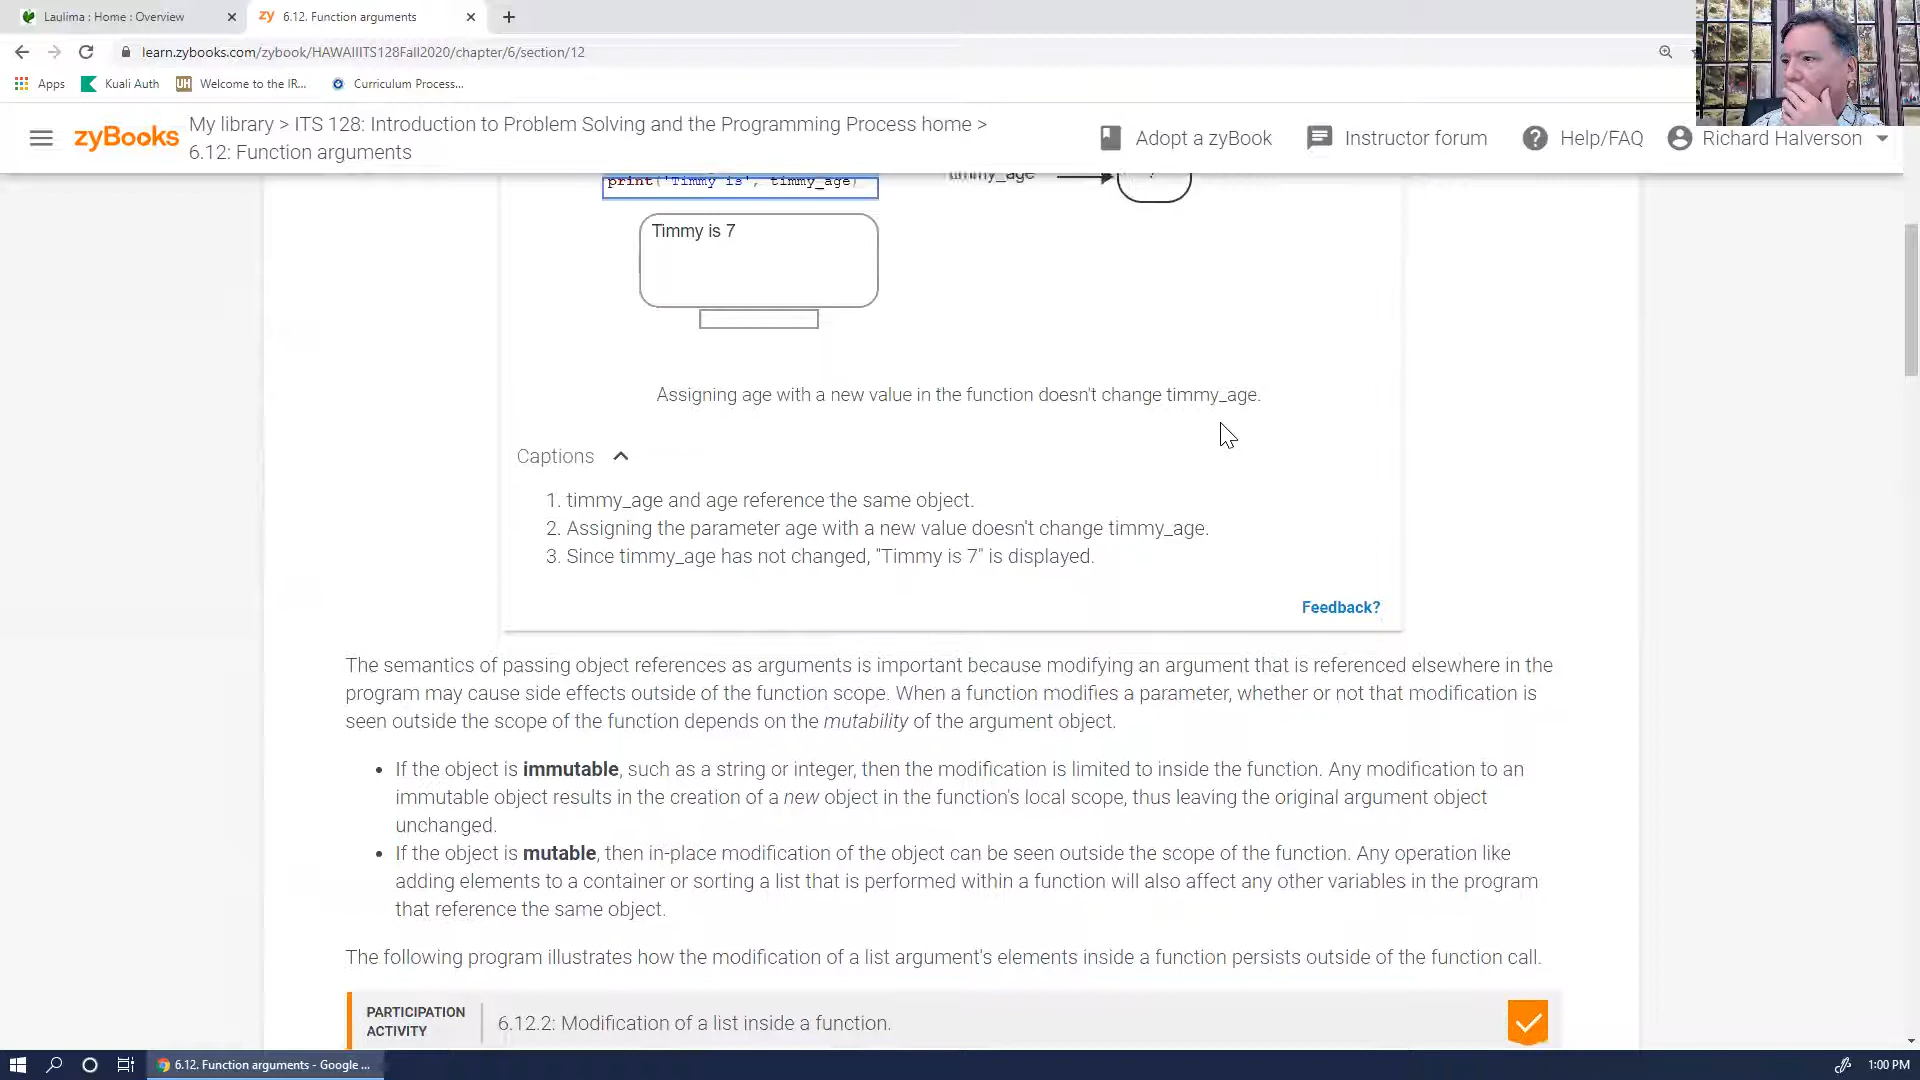 Laulima : Home : Overview
zy 6.12. Function arguments
learn.zybooks.com/zybook/HAWAIIITS128Fall2020/chapter/6/section/12
Apps
Kuali Auth
UH Welcome to the IR...
Curriculum Process...
zyBooks
My library > ITS 128: Introduction to Problem Solving and the Programming Process home >
6.12: Function arguments
Adopt a zyBook
Instructor forum
Help/FAQ
Richard Halverson
print('Timmy is', timmy_age)
timmy_age
Timmy is 7
Assigning age with a new value in the function doesn't change timmy_age.
Captions
1. timmy_age and age reference the same object.
2. Assigning the parameter age with a new value doesn't change timmy_age.
3. Since timmy_age has not changed, "Timmy is 7" is displayed.
Feedback?
The semantics of passing object references as arguments is important because modifying an argument that is referenced elsewhere in the
program may cause side effects outside of the function scope. When a function modifies a parameter, whether or not that modification is
seen outside the scope of the function depends on the mutability of the argument object.
• If the object is immutable, such as a string or integer, then the modification is limited to inside the function. Any modification to an
immutable object results in the creation of a new object in the function's local scope, thus leaving the original argument object
unchanged.
• If the object is mutable, then in-place modification of the object can be seen outside the scope of the function. Any operation like
adding elements to a container or sorting a list that is performed within a function will also affect any other variables in the program
that reference the same object.
The following program illustrates how the modification of a list argument's elements inside a function persists outside of the function call.
PARTICIPATION
ACTIVITY
6.12.2: Modification of a list inside a function.
6.12. Function arguments - Google ...
1:00 PM